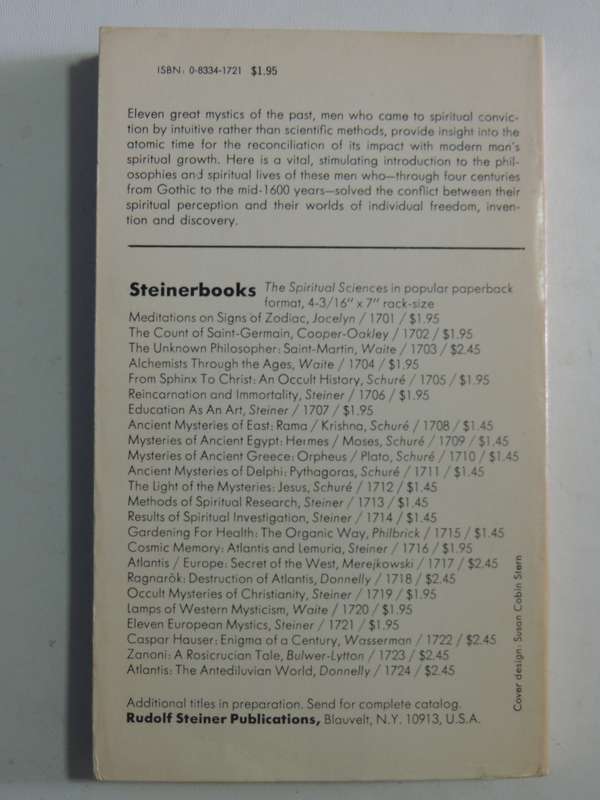 ISBN: 0-8334-1721 $1.95
Eleven great mystics of the past, men who came to spiritual convic-
tion by intuitive rather than scientific methods, provide insight into the
atomic time for the reconciliation of its impact with modern man's
spiritual growth. Here is a vital, stimulating introduction to the phil-
osophies and spiritual lives of these men who—through four centuries
from Gothic to the mid-1600 years—solved the conflict between their
spiritual perception and their worlds of individual freedom, inven-
tion and discovery.
Steinerbooks The Spiritual Sciences in popular paperback
format, 4-3/16" x 7" rack-size
Meditations on Signs of Zodiac, Jocelyn / 1701 / $1.95
The Count of Saint-Germain, Cooper-Oakley / 1702 / $1.95
The Unknown Philosopher: Saint-Martin, Waite / 1703 / $2.45
Alchemists Through the Ages, Waite / 1704 / $1.95
From Sphinx To Christ: An Occult History, Schuré / 1705 / $1.95
Reincarnation and Immortality, Steiner / 1706 / $1.95
Education As An Art, Steiner / 1707 / $1.95
Ancient Mysteries of East: Rama / Krishna, Schuré / 1708 / $1.45
Mysteries of Ancient Egypt: Hermes / Moses, Schuré / 1709 / $1.45
Mysteries of Ancient Greece: Orpheus / Plato, Schuré / 1710 / $1.45
Ancient Mysteries of Delphi: Pythagoras, Schuré / 1711 / $1.45
The Light of the Mysteries: Jesus, Schuré / 1712 / $1.45
Methods of Spiritual Research, Steiner / 1713 / $1.45
Results of Spiritual Investigation, Steiner / 1714 / $1.45
Gardening For Health: The Organic Way, Philbrick / 1715 / $1.45
Cosmic Memory: Atlantis and Lemuria, Steiner / 1716 / $1.95
Atlantis / Europe: Secret of the West, Merejkowski / 1717 / $2.45
Ragnarök: Destruction of Atlantis, Donnelly / 1718 / $2.45
Occult Mysteries of Christianity, Steiner / 1719 / $1.95
Lamps of Western Mysticism, Waite / 1720 / $1.95
Eleven European Mystics, Steiner / 1721 / $1.95
Caspar Hauser: Enigma of a Century, Wasserman / 1722 / $2.45
Zanoni: A Rosicrucian Tale, Bulwer-Lytton / 1723 / $2.45
Atlantis: The Antediluvian World, Donnelly / 1724 / $2.45
Additional titles in preparation. Send for complete catalog.
Rudolf Steiner Publications, Blauvelt, N.Y. 10913, U.S.A.
Cover design: Susan Cobin Stern